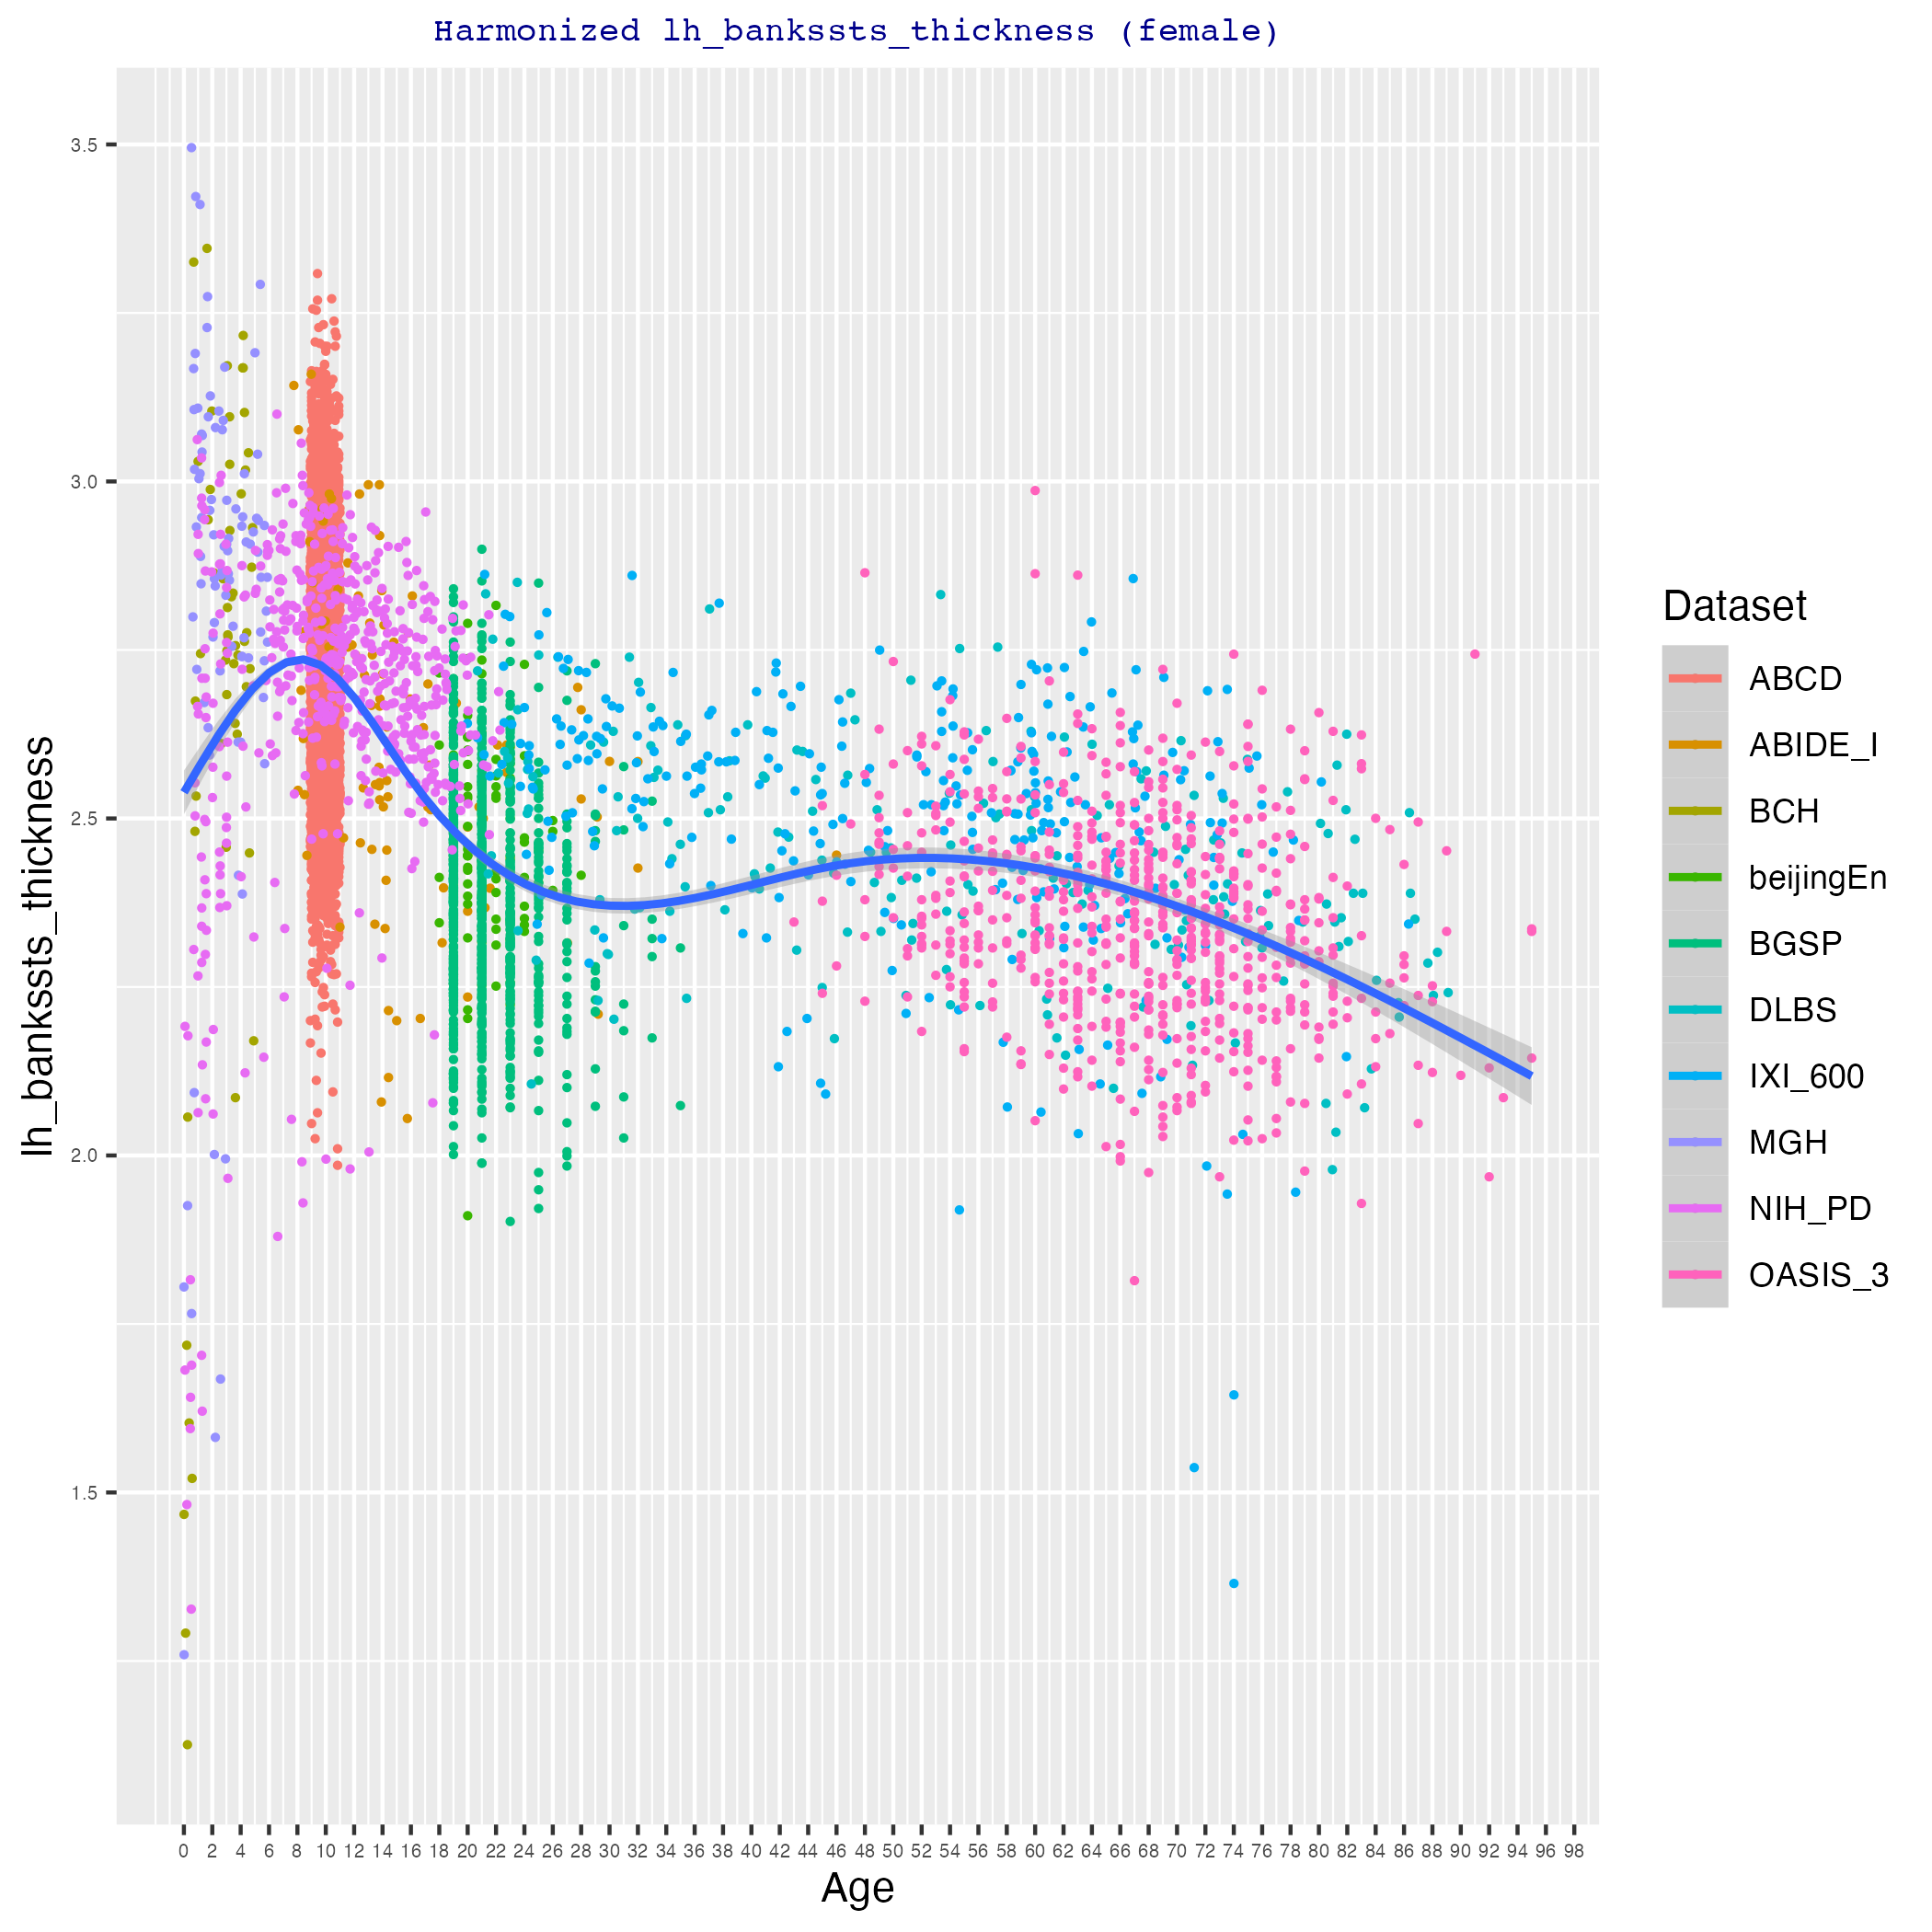 Harmonized lh_bankssts_thickness (female)
lh_bankssts_thickness
3.5
3.0
2.5
2.0
1.5
0 2 4 6 8 10 12 14 16 18 20 22 24 26 28 30 32 34 36 38 40 42 44 46 48 50 52 54 56 58 60 62 64 66 68 70 72 74 76 78 80 82 84 86 88 90 92 94 96 98
Age
Dataset
ABCD
ABIDE_I
BCH
beijingEn
BGSP
DLBS
IXI_600
MGH
NIH_PD
OASIS_3